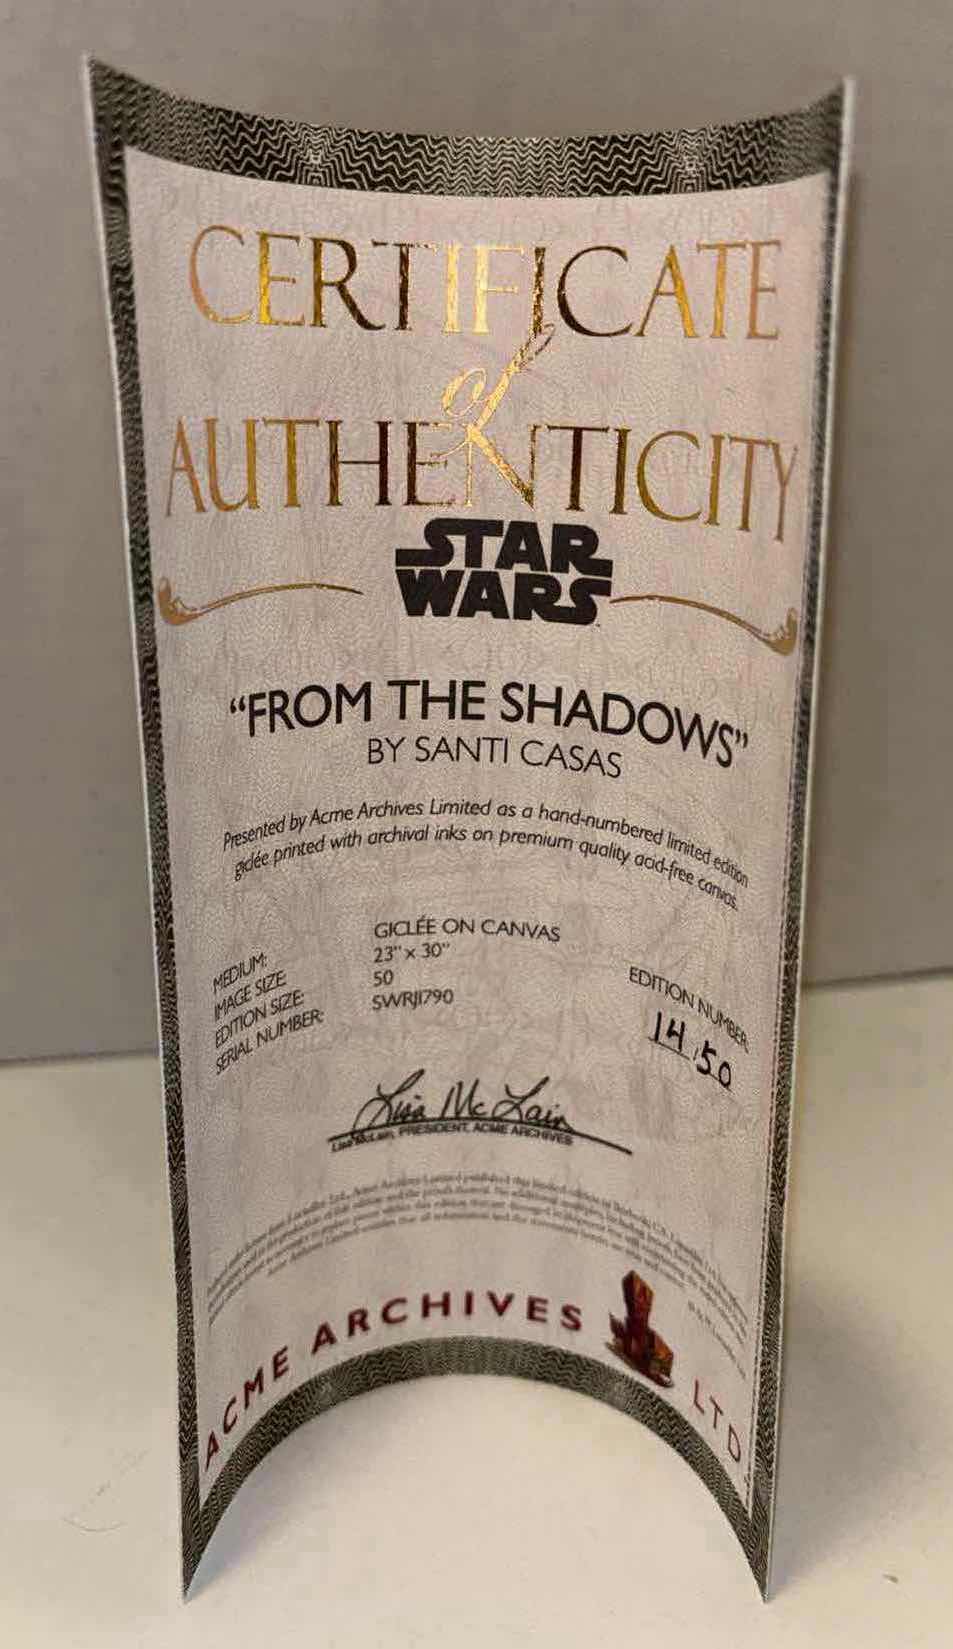 CERTIFICATE
of
AUTHENTICITY
STAR
WARS
“FROM THE SHADOWS”
BY SANTI CASAS
Presented by Acme Archives Limited as a hand-numbered limited edition
giclée printed with archival inks on premium quality acid-free canvas.
MEDIUM: GICLÉE ON CANVAS
IMAGE SIZE: 23" x 30"
EDITION SIZE: 50
SERIAL NUMBER: SWRJI790
EDITION NUMBER:
14/50
Lisa McLain
Lisa McLain, PRESIDENT, ACME ARCHIVES
ACME ARCHIVES LTD.